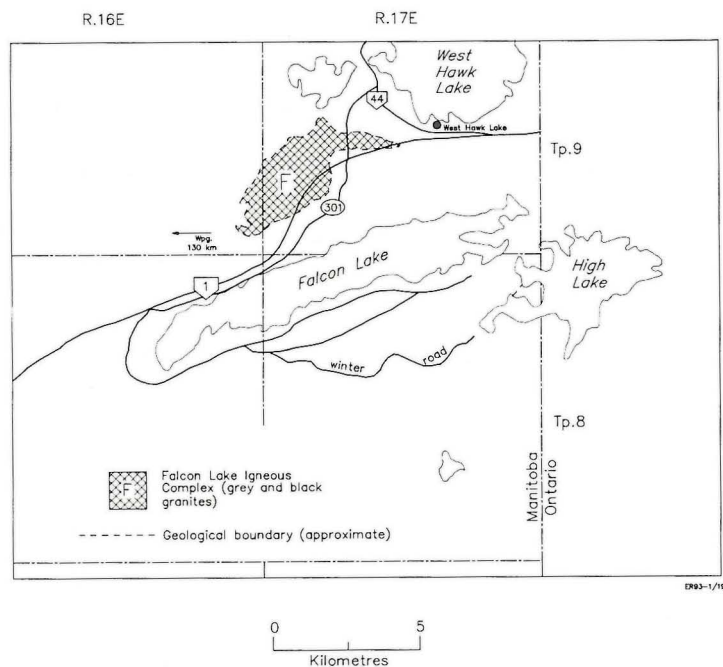 R.16E
R.17E
West
Hawk
Lake
44
West Hawk Lake
Tp.9
F
301
Wpg.
130 km
Falcon Lake
High
Lake
1
winter road
Tp.8
F
Falcon Lake Igneous
Complex (grey and black
granites)
Manitoba
Ontario
Geological boundary (approximate)
0
5
Kilometres